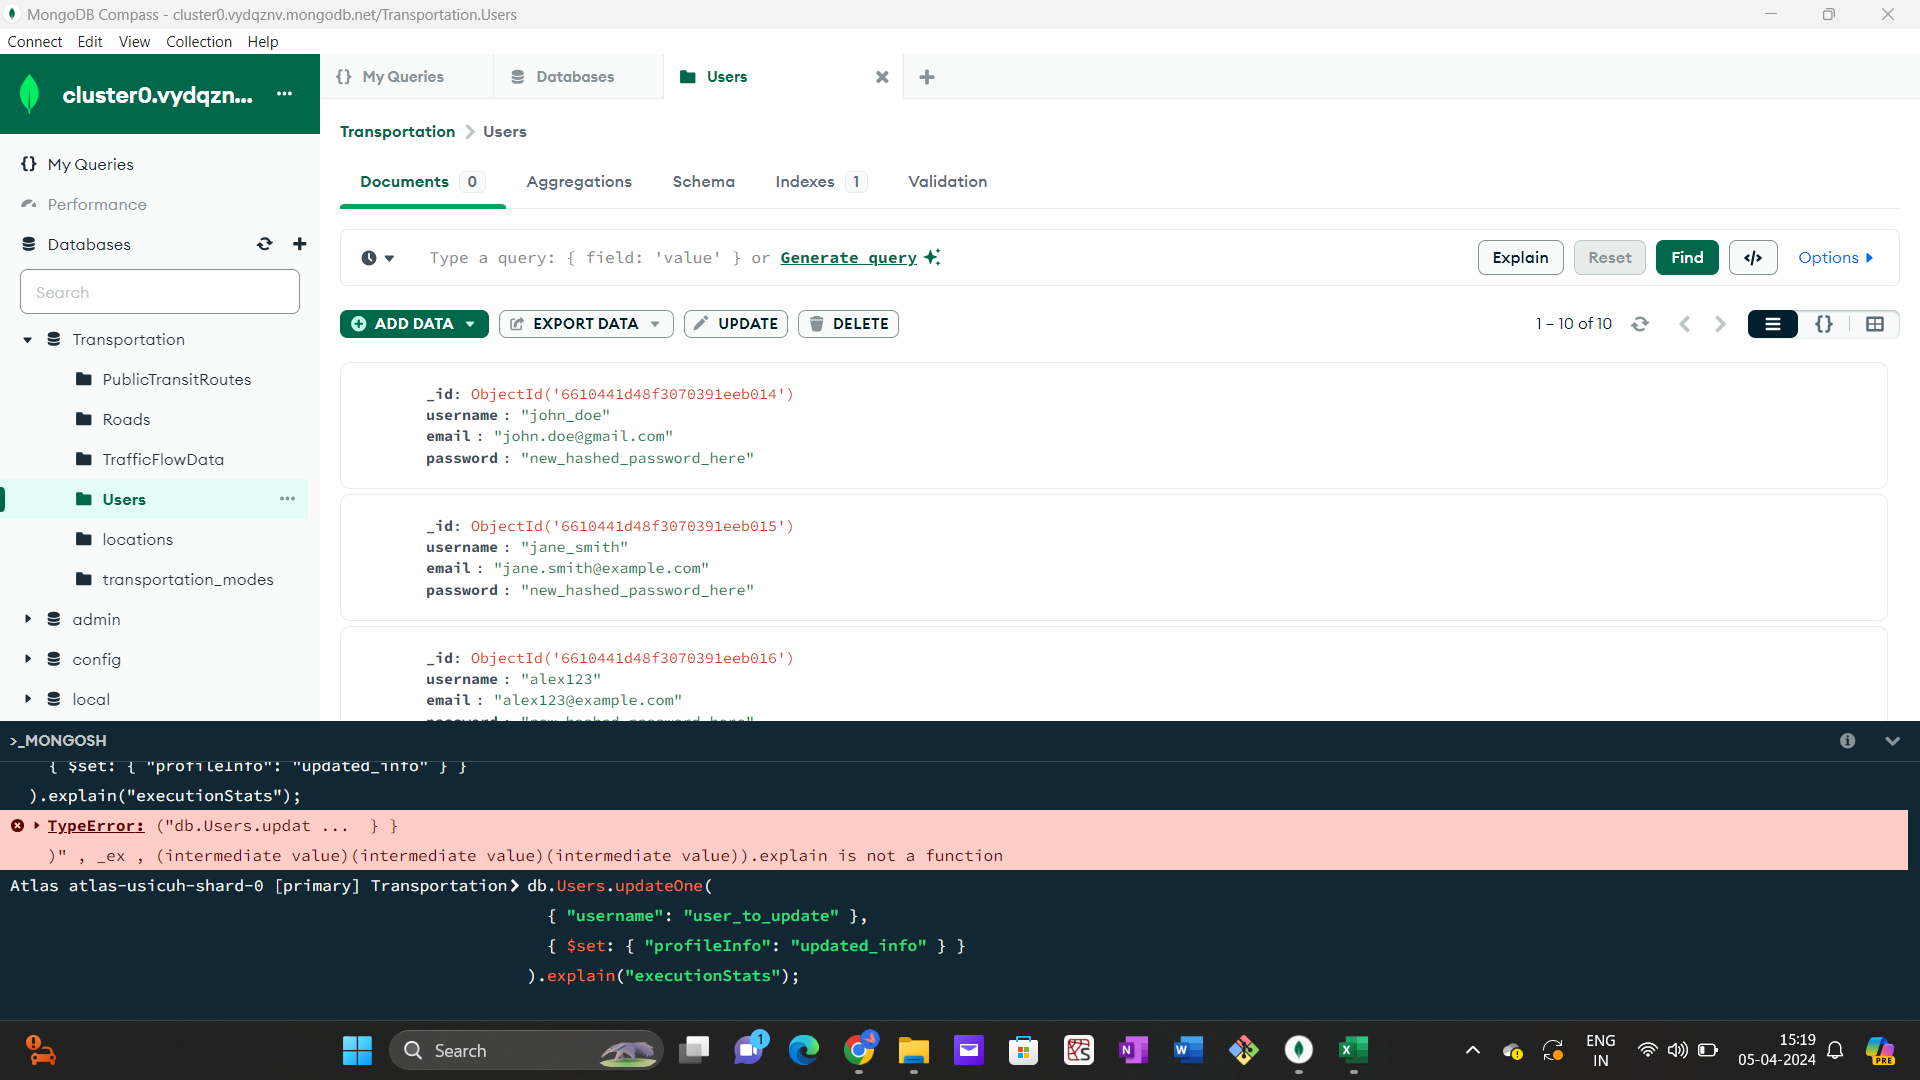 MongoDB Compass - cluster0.vydqznv.mongodb.net/Transportation.Users
Connect Edit View Collection Help
cluster0.vydqzn... ···
{} My Queries
Databases
Users
Transportation > Users
My Queries
Performance
Databases
Search
Transportation
PublicTransitRoutes
Roads
TrafficFlowData
Users ···
locations
transportation_modes
admin
config
local
Documents 0 Aggregations Schema Indexes 1 Validation
Type a query: { field: 'value' } or Generate query
Explain Reset Find </> Options
ADD DATA EXPORT DATA UPDATE DELETE
1 – 10 of 10 {}
_id: ObjectId('6610441d48f3070391eeb014')
username : "john_doe"
email : "john.doe@gmail.com"
password : "new_hashed_password_here"
_id: ObjectId('6610441d48f3070391eeb015')
username : "jane_smith"
email : "jane.smith@example.com"
password : "new_hashed_password_here"
_id: ObjectId('6610441d48f3070391eeb016')
username : "alex123"
email : "alex123@example.com"
password : "new_hashed_password_here"
>_MONGOSH
{ $set: { "profileInfo": "updated_info" } }
).explain("executionStats");
TypeError: ("db.Users.updat ... } }
)" , _ex , (intermediate value)(intermediate value)(intermediate value)).explain is not a function
Atlas atlas-usicuh-shard-0 [primary] Transportation> db.Users.updateOne(
{ "username": "user_to_update" },
{ $set: { "profileInfo": "updated_info" } }
).explain("executionStats");
Search
1
ENG
IN
15:19
05-04-2024
PRE